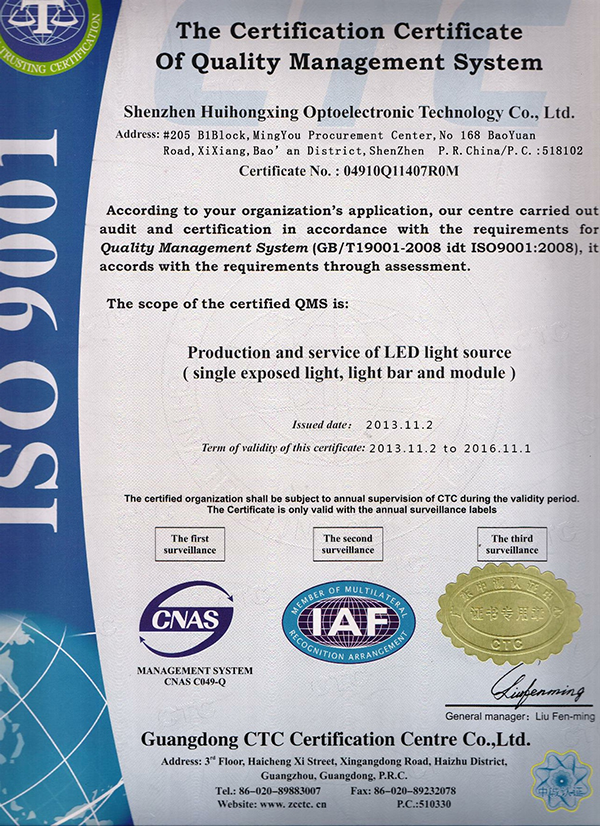 TRUSTING CERTIFICATION
ISO 9001
The Certification Certificate
Of Quality Management System
Shenzhen Huihongxing Optoelectronic Technology Co., Ltd.
Address: #205 B1Block,MingYou Procurement Center,No 168 BaoYuan
Road,XiXiang,Bao'an District,ShenZhen P.R.China/P.C.:518102
Certificate No. : 04910Q11407R0M
According to your organization's application, our centre carried out
audit and certification in accordance with the requirements for
Quality Management System (GB/T19001-2008 idt ISO9001:2008), it
accords with the requirements through assessment.
The scope of the certified QMS is:
Production and service of LED light source
( single exposed light, light bar and module )
Issued date: 2013.11.2
Term of validity of this certificate: 2013.11.2 to 2016.11.1
The certified organization shall be subject to annual supervision of CTC during the validity period.
The Certificate is only valid with the annual surveillance labels
The first
surveillance
The second
surveillance
The third
surveillance
CNAS
MANAGEMENT SYSTEM
CNAS C049-Q
MEMBER OF MULTILATERAL
IAF
RECOGNITION ARRANGEMENT
证书专用章
CTC
Liufenming
General manager: Liu Fen-ming
Guangdong CTC Certification Centre Co.,Ltd.
Address: 3rd Floor, Haicheng Xi Street, Xingangdong Road, Haizhu District,
Guangzhou, Guangdong, P.R.C.
Tel.: 86-020-89883007 Fax: 86-020-89232078
Website: www. zcctc. cn P.C.:510330